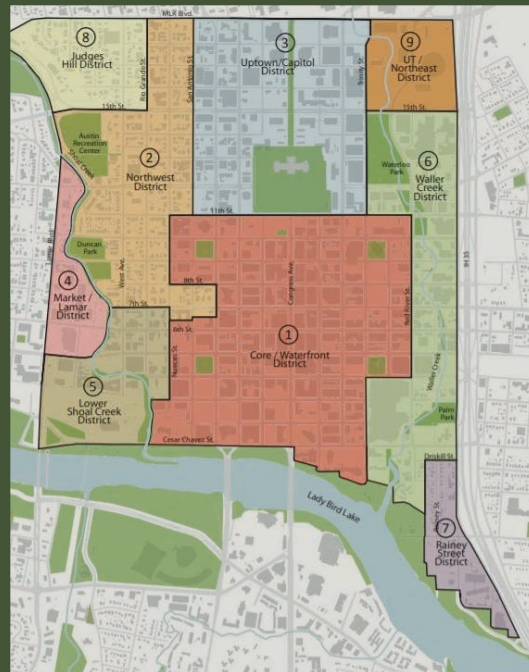 MLK Blvd.
8
Judges
Hill District
Rio Grande St.
San Antonio St.
3
Uptown/Capitol
District
Trinity St.
9
UT /
Northeast
District
15th St.
15th St.
Austin
Recreation
Center
Shoal Creek
2
Northwest
District
Waterloo
Park
6
Waller
Creek
District
11th St.
Lamar Blvd.
Duncan
Park
West Ave.
IH 35
4
Market /
Lamar
District
8th St.
7th St.
6th St.
Congress Ave.
Red River St.
1
Core / Waterfront
District
Nueces St.
Waller Creek
5
Lower
Shoal Creek
District
Palm
Park
Cesar Chavez St.
Driskill St.
Lady Bird Lake
7
Rainey
Street
District